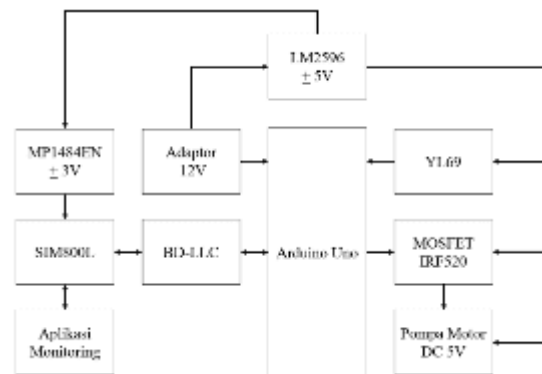 LM2596
± 5V
MP1484EN
± 3V
Adaptor
12V
YL69
SIM800L
BD-LLC
Arduino Uno
MOSFET
IRF520
Aplikasi
Monitoring
Pompa Motor
DC 5V